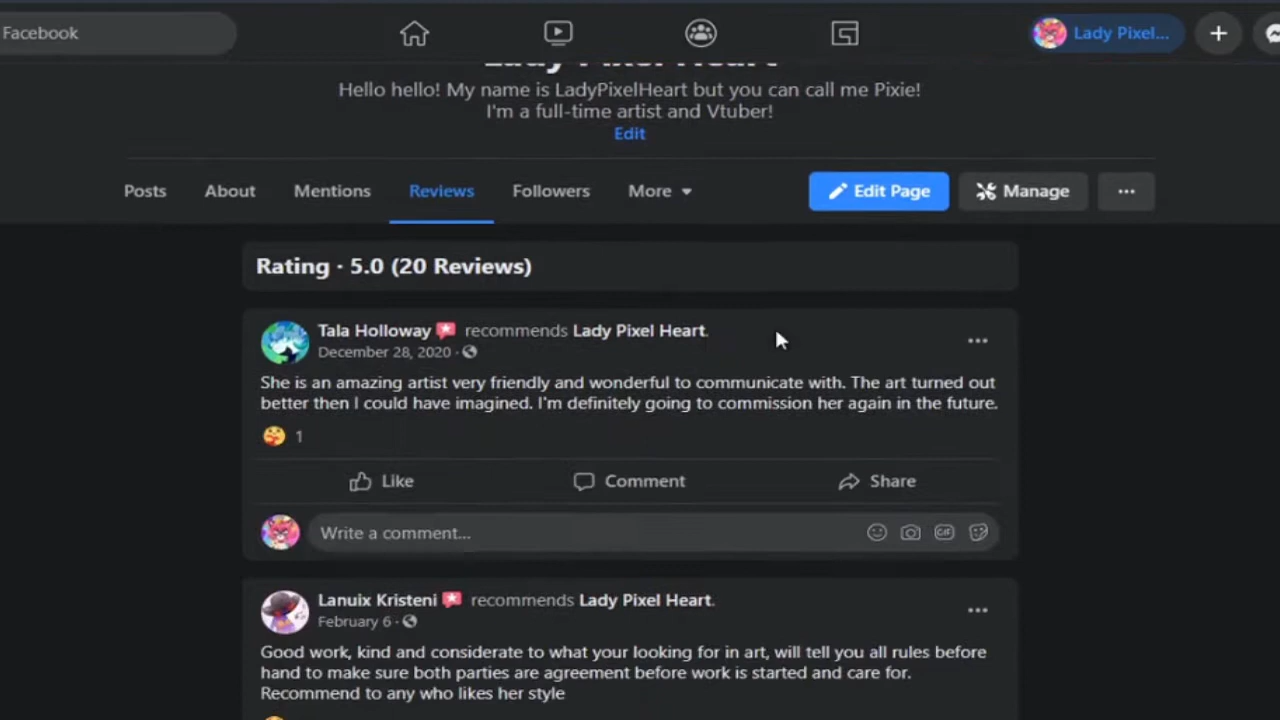 Facebook
Lady Pixel...
Lady Pixel Heart
Hello hello! My name is LadyPixelHeart but you can call me Pixie!
I'm a full-time artist and Vtuber!
Edit
Posts About Mentions Reviews Followers More Edit Page Manage
Rating · 5.0 (20 Reviews)
Tala Holloway recommends Lady Pixel Heart.
December 28, 2020 ·
She is an amazing artist very friendly and wonderful to communicate with. The art turned out
better then I could have imagined. I'm definitely going to commission her again in the future.
1
Like Comment Share
Write a comment... GIF
Lanuix Kristeni recommends Lady Pixel Heart.
February 6 ·
Good work, kind and considerate to what your looking for in art, will tell you all rules before
hand to make sure both parties are agreement before work is started and care for.
Recommend to any who likes her style